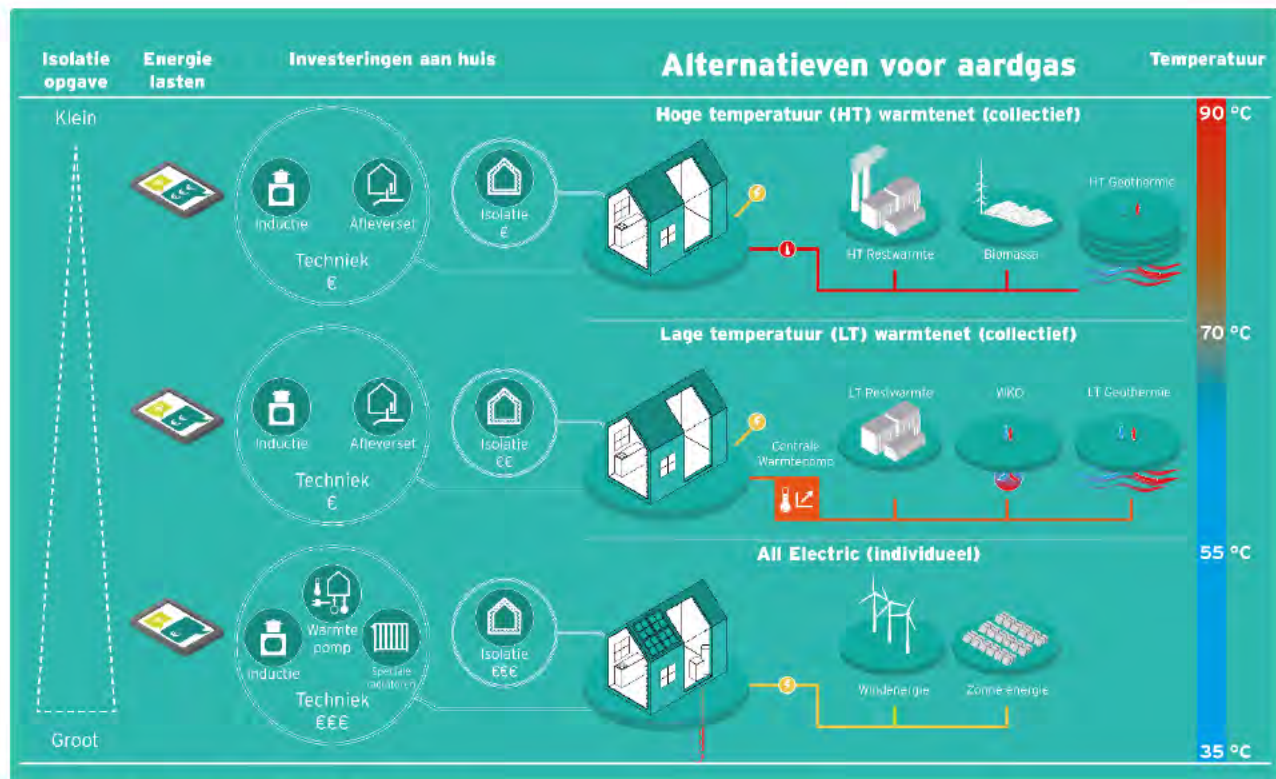 Isolatie
opgave
Energie
lasten
Investeringen aan huis
Alternatieven voor aardgas
Temperatuur
Klein
Hoge temperatuur (HT) warmtenet (collectief)
90 °C
HT Geothermie
Inductie
Afleverset
Isolatie
€
Techniek
€
HT Restwarmte
Biomassa
Lage temperatuur (LT) warmtenet (collectief)
70 °C
LT Restwarmte
WKO
LT Geothermie
Inductie
Afleverset
Isolatie
€€
Centrale
Warmtepomp
Techniek
€
All Electric (individueel)
55 °C
Warmte
pomp
Inductie
Speciale
radiatoren
Isolatie
€€€
Techniek
€€€
Windenergie
Zonne-energie
Groot
35 °C